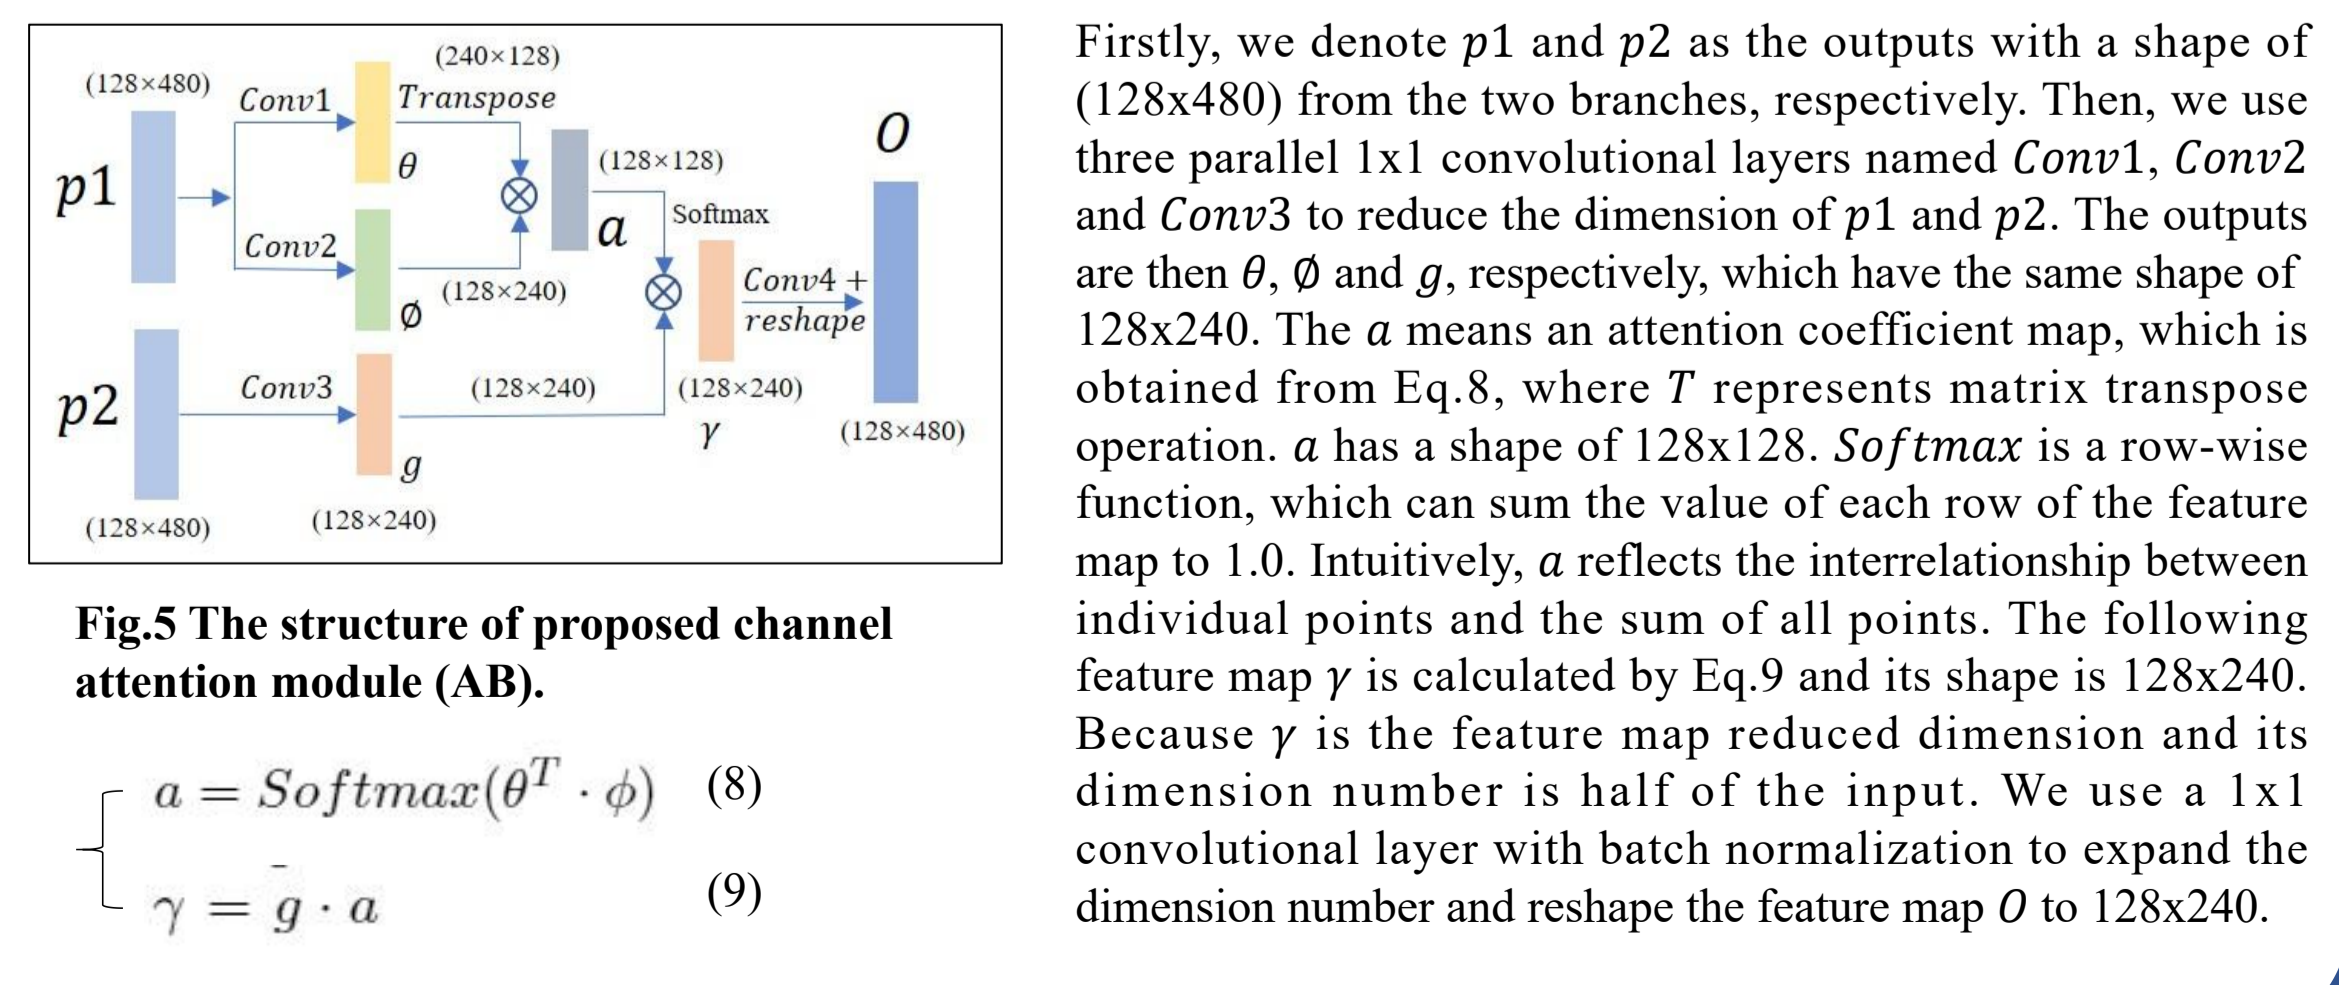 (240×128)
(128×480)
Conv1
Transpose
θ
p1
(128×128)
O
a
Softmax
Conv2
(128×240)
∅
Conv4 +
reshape
p2
Conv3
(128×240)
(128×240)
γ
(128×480)
g
(128×480)
(128×240)
Fig.5 The structure of proposed channel
attention module (AB).
a = Softmax(θ^T · ϕ) (8)
γ = g · a (9)
Firstly, we denote p1 and p2 as the outputs with a shape of
(128x480) from the two branches, respectively. Then, we use
three parallel 1x1 convolutional layers named Conv1, Conv2
and Conv3 to reduce the dimension of p1 and p2. The outputs
are then θ, ∅ and g, respectively, which have the same shape of
128x240. The a means an attention coefficient map, which is
obtained from Eq.8, where T represents matrix transpose
operation. a has a shape of 128x128. Softmax is a row-wise
function, which can sum the value of each row of the feature
map to 1.0. Intuitively, a reflects the interrelationship between
individual points and the sum of all points. The following
feature map γ is calculated by Eq.9 and its shape is 128x240.
Because γ is the feature map reduced dimension and its
dimension number is half of the input. We use a 1x1
convolutional layer with batch normalization to expand the
dimension number and reshape the feature map O to 128x240.